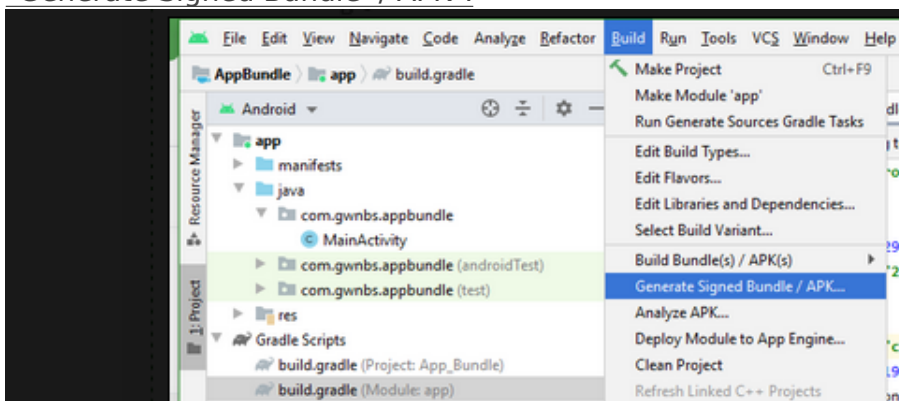 "Generate Signed Bundle / APK".
File Edit View Navigate Code Analyze Refactor Build Run Tools VCS Window Help
AppBundle app build.gradle
Android
Resource Manager
1: Project
app
manifests
java
com.gwnbs.appbundle
MainActivity
com.gwnbs.appbundle (androidTest)
com.gwnbs.appbundle (test)
res
Gradle Scripts
build.gradle (Project: App_Bundle)
build.gradle (Module: app)
Make Project Ctrl+F9
Make Module 'app'
Run Generate Sources Gradle Tasks
Edit Build Types...
Edit Flavors...
Edit Libraries and Dependencies...
Select Build Variant...
Build Bundle(s) / APK(s)
Generate Signed Bundle / APK...
Analyze APK...
Deploy Module to App Engine...
Clean Project
Refresh Linked C++ Projects